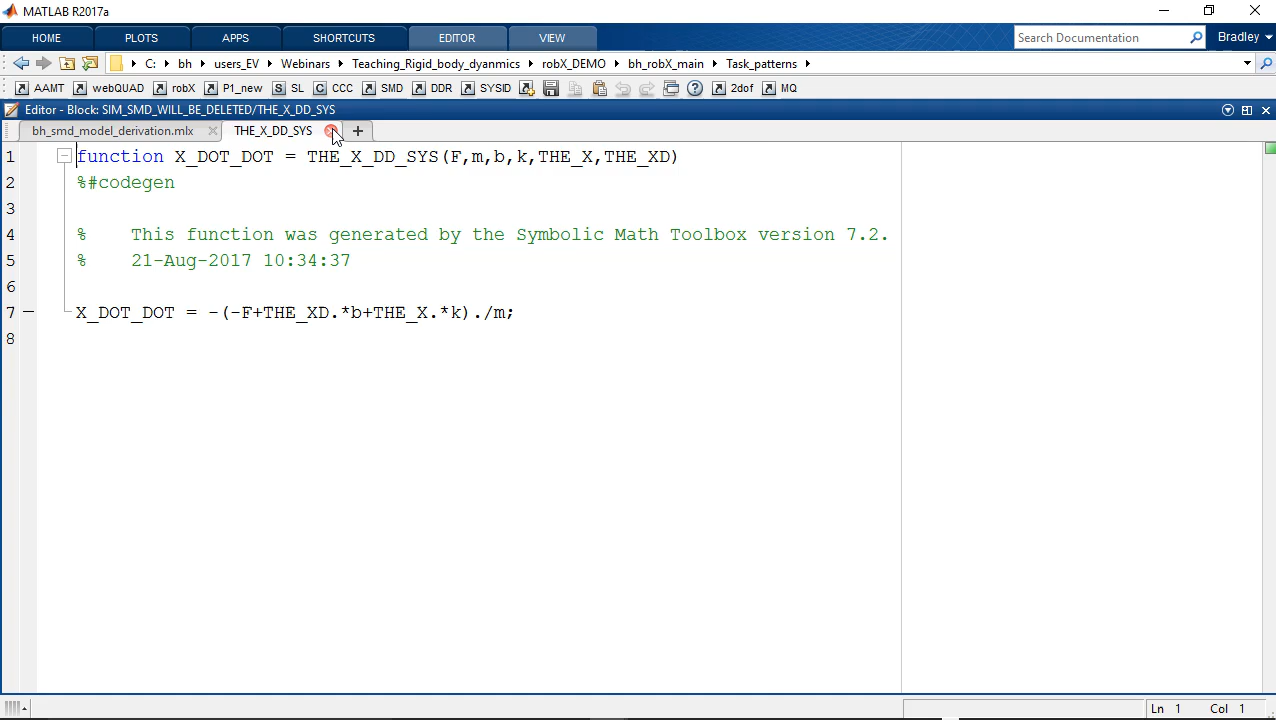 MATLAB R2017a
HOME PLOTS APPS SHORTCUTS EDITOR VIEW Search Documentation Bradley
C: bh users_EV Webinars Teaching_Rigid_body_dyanmics robX_DEMO bh_robX_main Task_patterns
AAMT webQUAD robX P1_new S SL C CCC SMD DDR SYSID 2dof MQ
Editor - Block: SIM_SMD_WILL_BE_DELETED/THE_X_DD_SYS
bh_smd_model_derivation.mlx THE_X_DD_SYS
1 function X_DOT_DOT = THE_X_DD_SYS(F,m,b,k,THE_X,THE_XD)
2 %#codegen
3
4 % This function was generated by the Symbolic Math Toolbox version 7.2.
5 % 21-Aug-2017 10:34:37
6
7 X_DOT_DOT = -(-F+THE_XD.*b+THE_X.*k)./m;
8
Ln 1 Col 1